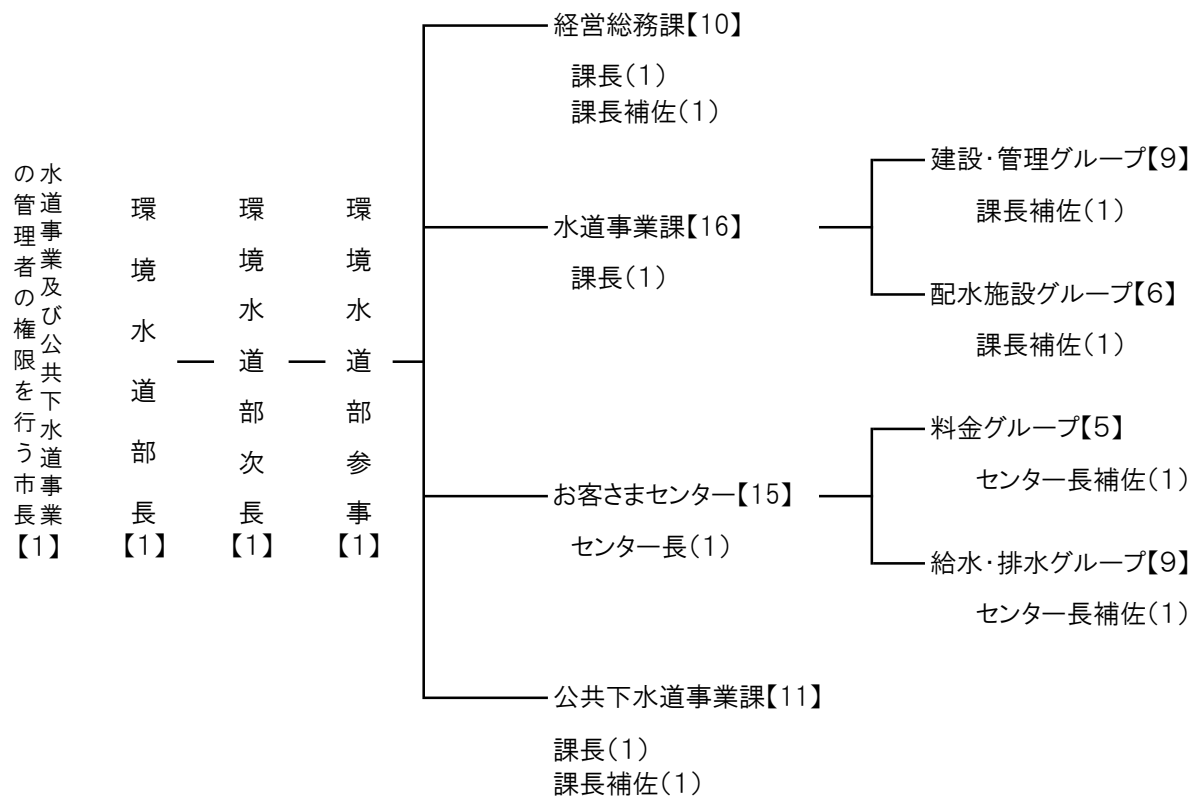 水道事業及び公共下水道事業
の管理者の権限を行う市長
【1】
環境水道部長
【1】
環境水道部次長
【1】
環境水道部参事
【1】
経営総務課【10】
課長(1)
課長補佐(1)
水道事業課【16】
課長(1)
建設・管理グループ【9】
課長補佐(1)
配水施設グループ【6】
課長補佐(1)
お客さまセンター【15】
センター長(1)
料金グループ【5】
センター長補佐(1)
給水・排水グループ【9】
センター長補佐(1)
公共下水道事業課【11】
課長(1)
課長補佐(1)